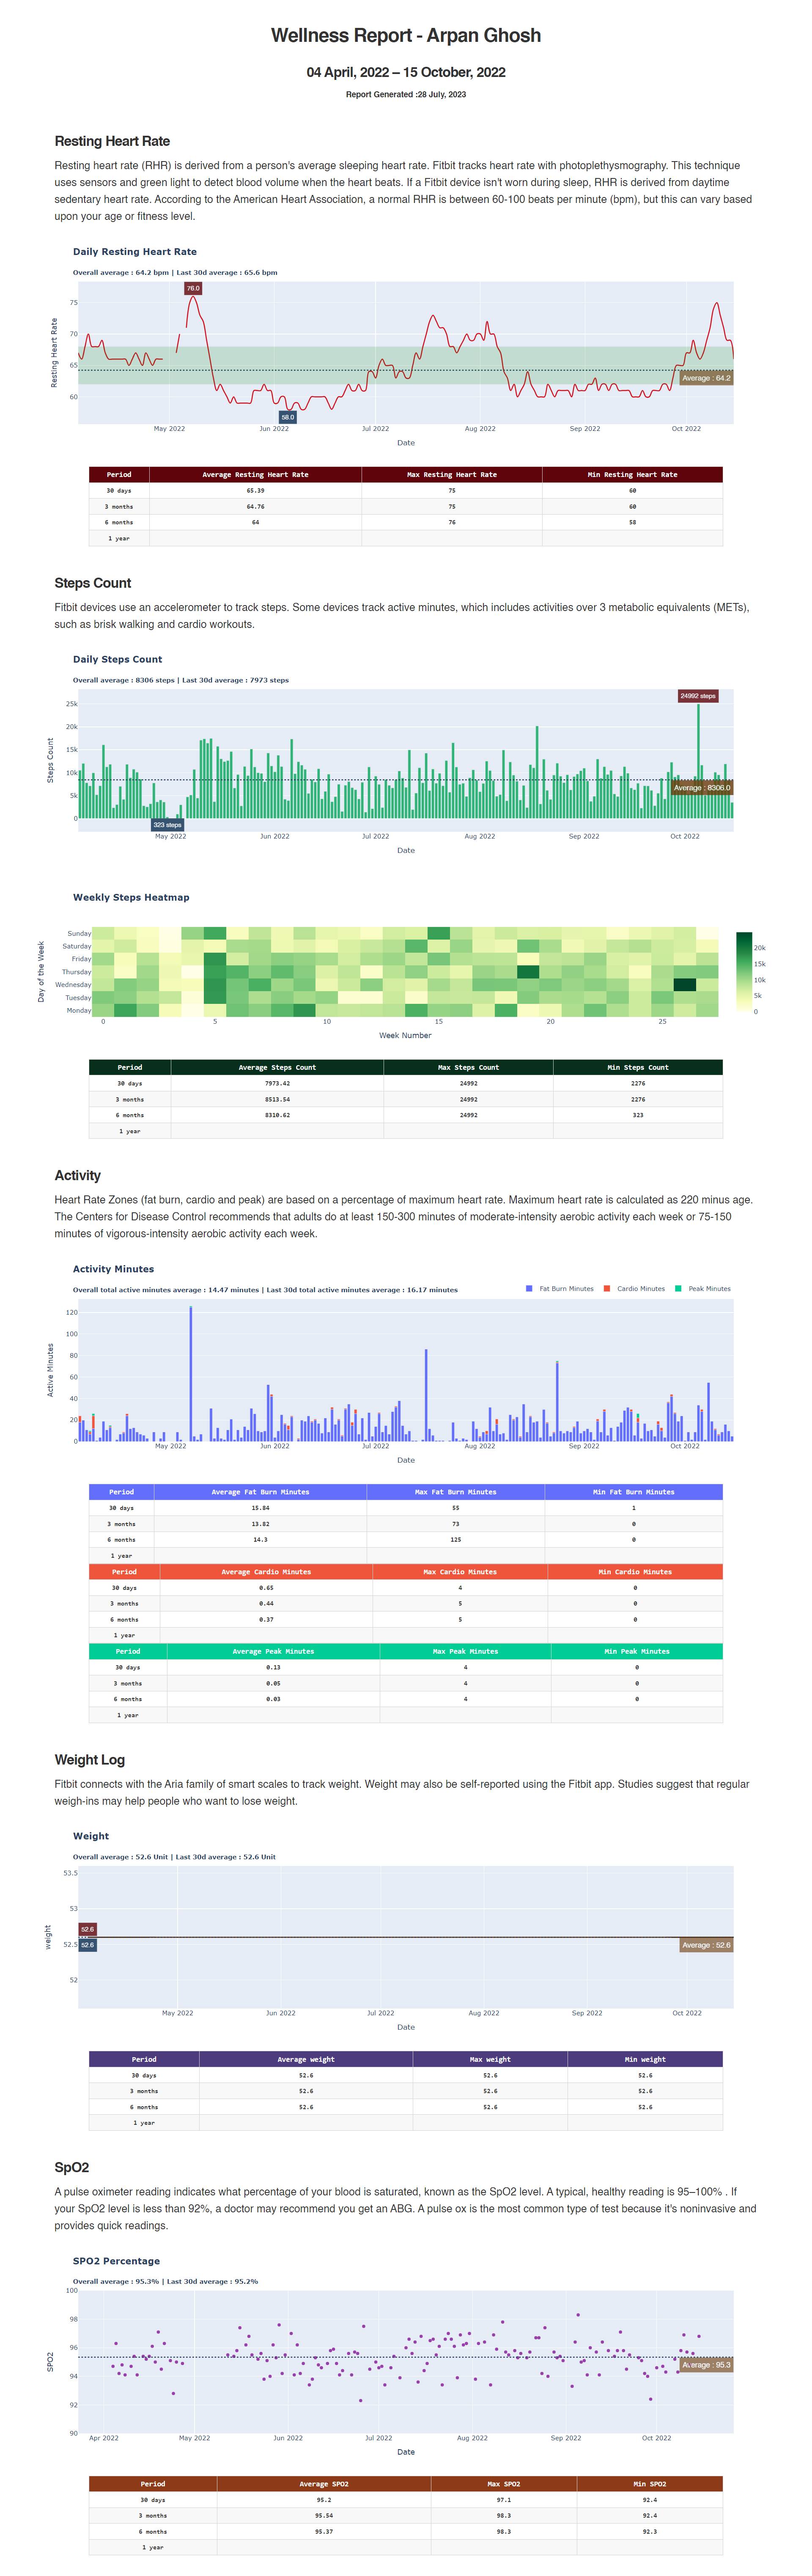 Wellness Report - Arpan Ghosh
04 April, 2022 – 15 October, 2022
Report Generated :28 July, 2023
Resting Heart Rate
Resting heart rate (RHR) is derived from a person's average sleeping heart rate. Fitbit tracks heart rate with photoplethysmography. This technique
uses sensors and green light to detect blood volume when the heart beats. If a Fitbit device isn't worn during sleep, RHR is derived from daytime
sedentary heart rate. According to the American Heart Association, a normal RHR is between 60-100 beats per minute (bpm), but this can vary based
upon your age or fitness level.
Daily Resting Heart Rate
Overall average : 64.2 bpm | Last 30d average : 65.6 bpm
76.0
75
70
65
60
Resting Heart Rate
Average : 64.2
58.0
May 2022 Jun 2022 Jul 2022 Aug 2022 Sep 2022 Oct 2022
Date
Period Average Resting Heart Rate Max Resting Heart Rate Min Resting Heart Rate
30 days 65.39 75 60
3 months 64.76 75 60
6 months 64 76 58
1 year
Steps Count
Fitbit devices use an accelerometer to track steps. Some devices track active minutes, which includes activities over 3 metabolic equivalents (METs),
such as brisk walking and cardio workouts.
Daily Steps Count
Overall average : 8306 steps | Last 30d average : 7973 steps
24992 steps
25k
20k
15k
10k
5k
0
Steps Count
Average : 8306.0
323 steps
May 2022 Jun 2022 Jul 2022 Aug 2022 Sep 2022 Oct 2022
Date
Weekly Steps Heatmap
Sunday
Saturday
Friday
Thursday
Wednesday
Tuesday
Monday
Day of the Week
20k
15k
10k
5k
0
0 5 10 15 20 25
Week Number
Period Average Steps Count Max Steps Count Min Steps Count
30 days 7973.42 24992 2276
3 months 8513.54 24992 2276
6 months 8310.62 24992 323
1 year
Activity
Heart Rate Zones (fat burn, cardio and peak) are based on a percentage of maximum heart rate. Maximum heart rate is calculated as 220 minus age.
The Centers for Disease Control recommends that adults do at least 150-300 minutes of moderate-intensity aerobic activity each week or 75-150
minutes of vigorous-intensity aerobic activity each week.
Activity Minutes
Overall total active minutes average : 14.47 minutes | Last 30d total active minutes average : 16.17 minutes
Fat Burn Minutes Cardio Minutes Peak Minutes
120
100
80
60
40
20
0
Active Minutes
May 2022 Jun 2022 Jul 2022 Aug 2022 Sep 2022 Oct 2022
Date
Period Average Fat Burn Minutes Max Fat Burn Minutes Min Fat Burn Minutes
30 days 15.84 55 1
3 months 13.82 73 0
6 months 14.3 125 0
1 year
Period Average Cardio Minutes Max Cardio Minutes Min Cardio Minutes
30 days 0.65 4 0
3 months 0.44 5 0
6 months 0.37 5 0
1 year
Period Average Peak Minutes Max Peak Minutes Min Peak Minutes
30 days 0.13 4 0
3 months 0.05 4 0
6 months 0.03 4 0
1 year
Weight Log
Fitbit connects with the Aria family of smart scales to track weight. Weight may also be self-reported using the Fitbit app. Studies suggest that regular
weigh-ins may help people who want to lose weight.
Weight
Overall average : 52.6 Unit | Last 30d average : 52.6 Unit
53.5
53
52.5
52
weight
52.6
52.6
Average : 52.6
May 2022 Jun 2022 Jul 2022 Aug 2022 Sep 2022 Oct 2022
Date
Period Average weight Max weight Min weight
30 days 52.6 52.6 52.6
3 months 52.6 52.6 52.6
6 months 52.6 52.6 52.6
1 year
SpO2
A pulse oximeter reading indicates what percentage of your blood is saturated, known as the SpO2 level. A typical, healthy reading is 95–100% . If
your SpO2 level is less than 92%, a doctor may recommend you get an ABG. A pulse ox is the most common type of test because it's noninvasive and
provides quick readings.
SPO2 Percentage
Overall average : 95.3% | Last 30d average : 95.2%
100
98
96
94
92
90
SPO2
Average : 95.3
Apr 2022 May 2022 Jun 2022 Jul 2022 Aug 2022 Sep 2022 Oct 2022
Date
Period Average SPO2 Max SPO2 Min SPO2
30 days 95.2 97.1 92.4
3 months 95.54 98.3 92.4
6 months 95.37 98.3 92.3
1 year